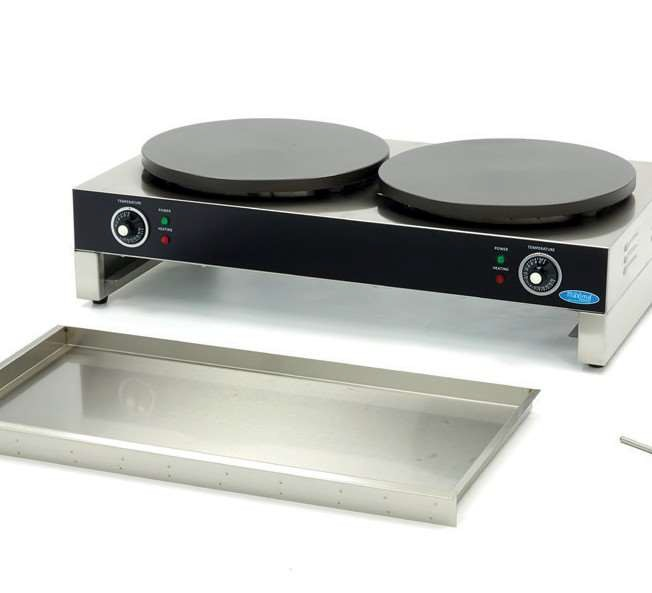 TEMPERATURE
POWER
HEATING
POWER
TEMPERATURE
HEATING
maxima